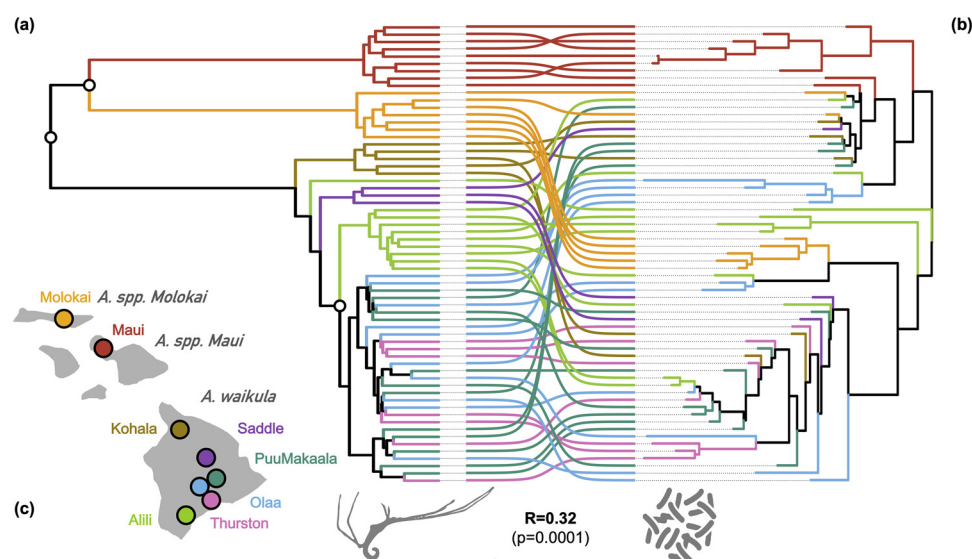 (a)
(b)
Molokai A. spp. Molokai
Maui
A. spp. Maui
A. waikula
Kohala
Saddle
PuuMakaala
Olaa
Alili
Thurston
(c)
R=0.32
(p=0.0001)